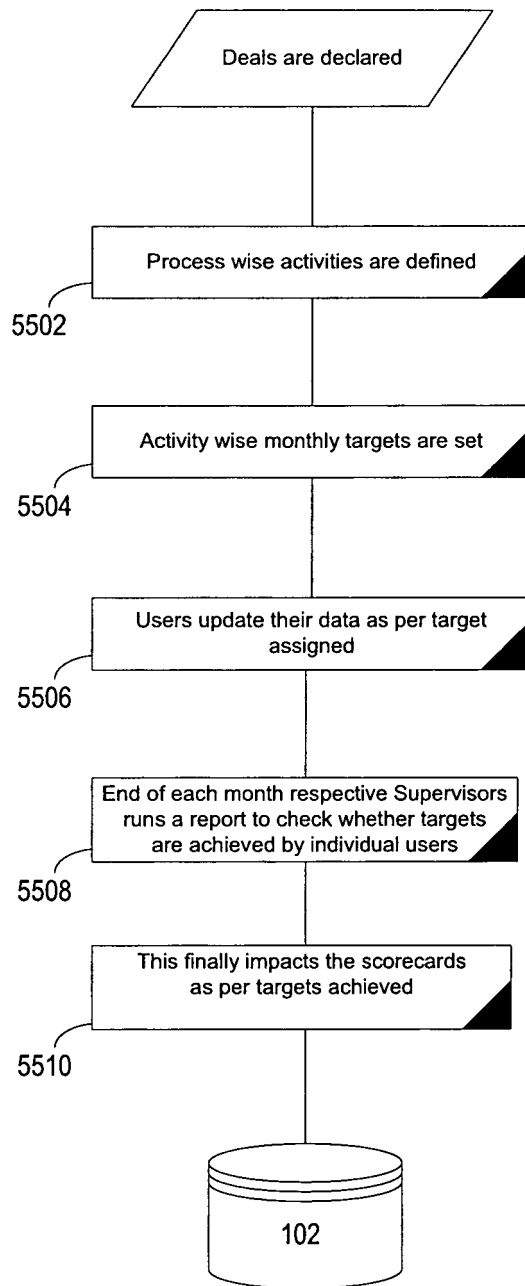 Deals are declared
Process wise activities are defined
5502
Activity wise monthly targets are set
5504
Users update their data as per target
assigned
5506
End of each month respective Supervisors
runs a report to check whether targets
are achieved by individual users
5508
This finally impacts the scorecards
as per targets achieved
5510
102